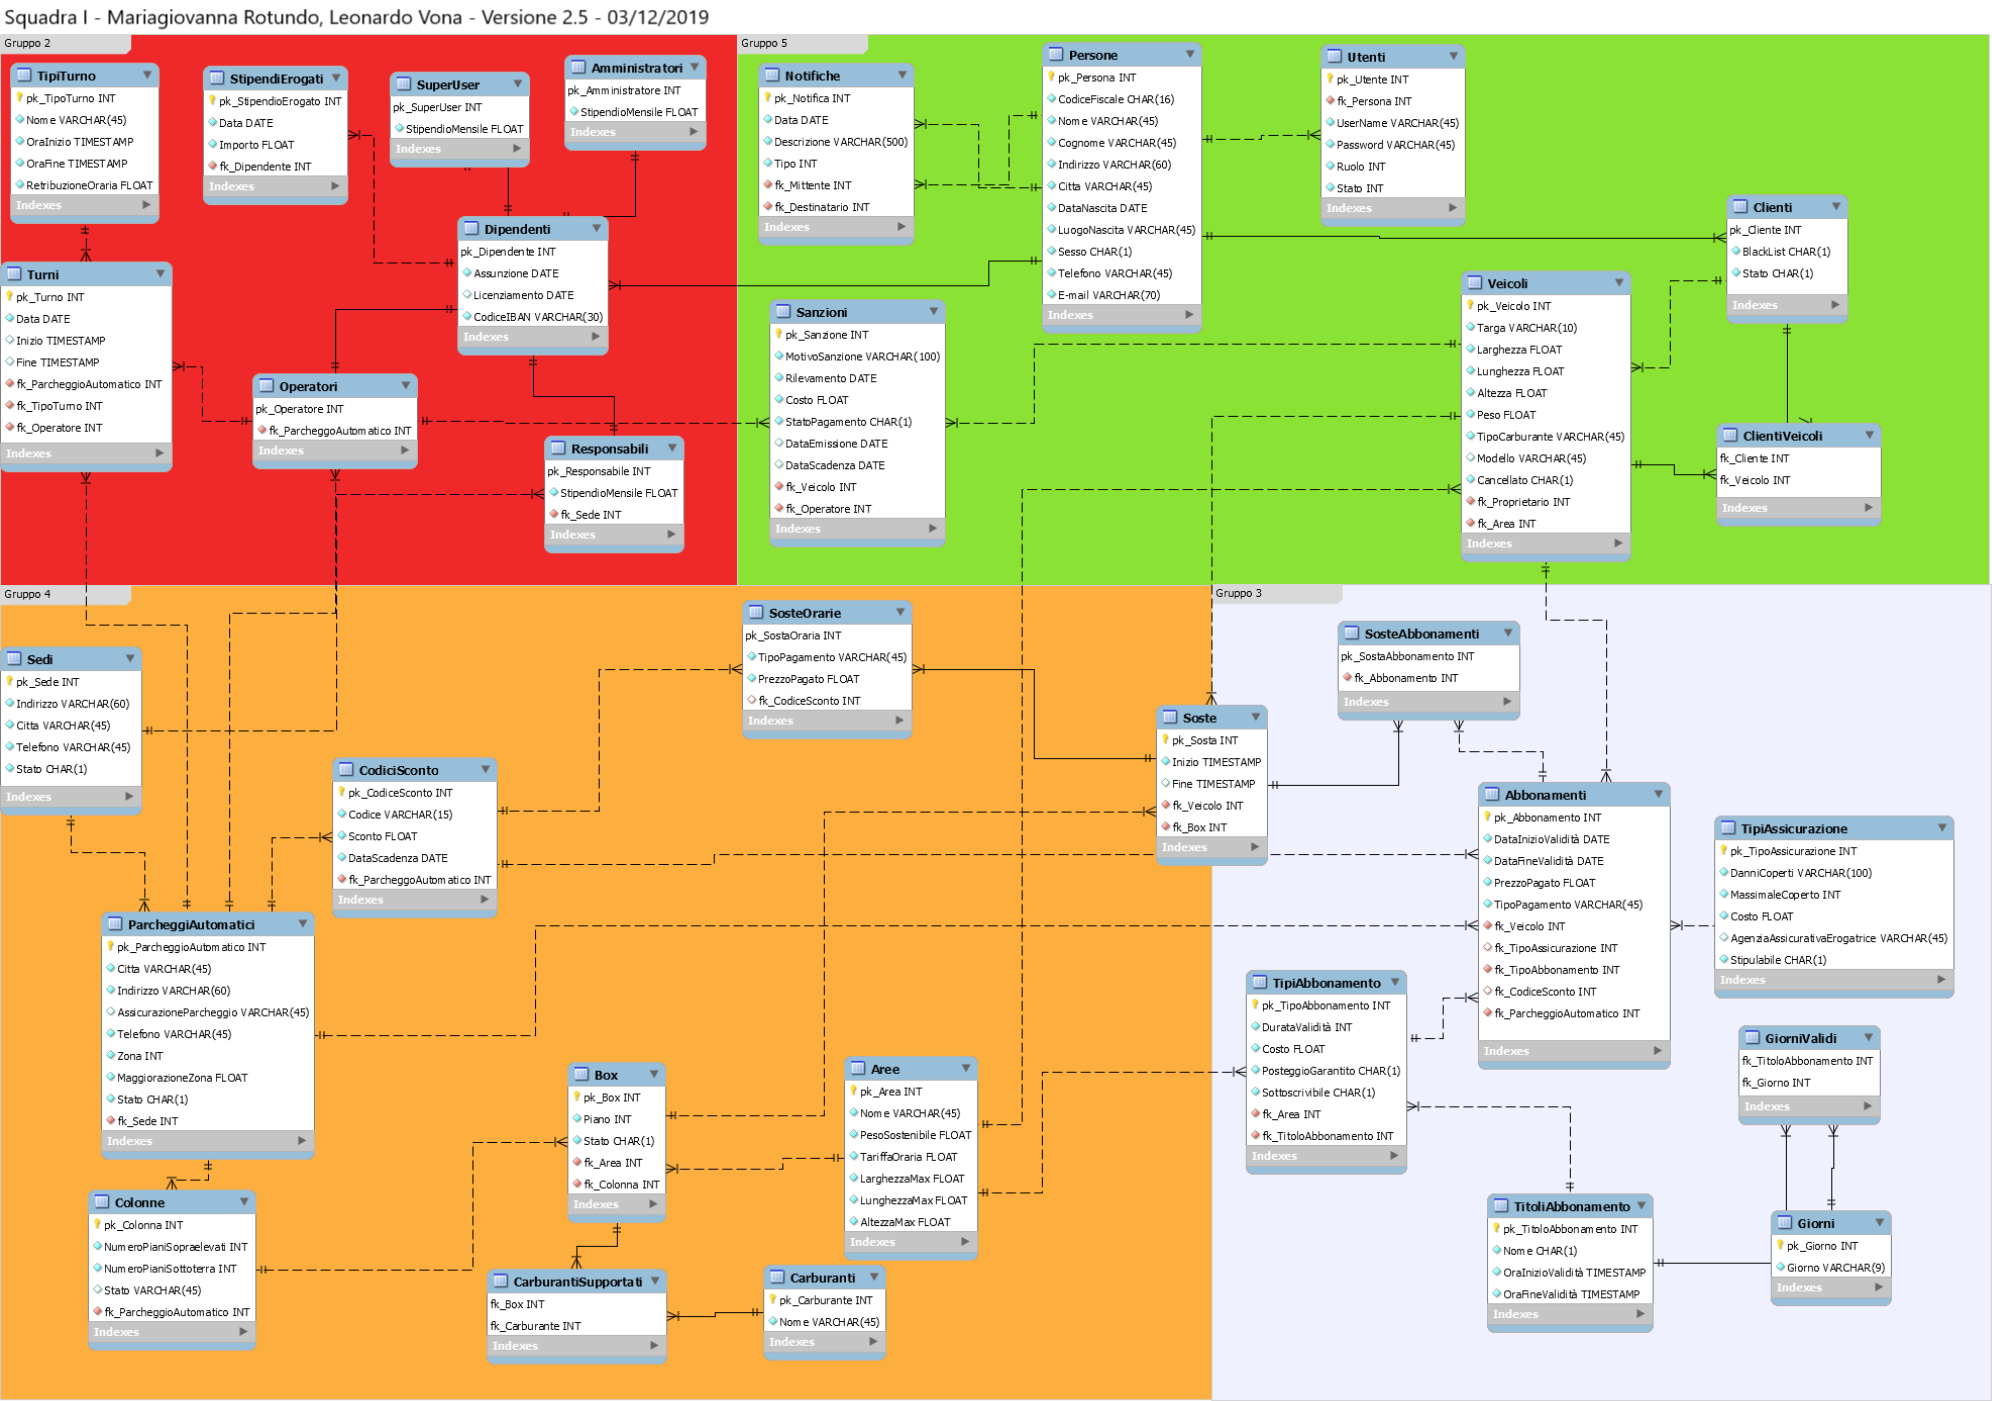 Squadra I - Mariagiovanna Rotundo, Leonardo Vona - Versione 2.5 - 03/12/2019
Gruppo 2
TipiTurno
pk_TipoTurno INT
Nome VARCHAR(45)
OraInizio TIMESTAMP
OraFine TIMESTAMP
RetribuzioneOraria FLOAT
Indexes
StipendiErogati
pk_StipendioErogato INT
Data DATE
Importo FLOAT
fk_Dipendente INT
Indexes
SuperUser
pk_SuperUser INT
StipendioMensile FLOAT
Indexes
Amministratori
pk_Amministratore INT
StipendioMensile FLOAT
Indexes
Dipendenti
pk_Dipendente INT
Assunzione DATE
Licenziamento DATE
CodiceIBAN VARCHAR(30)
Indexes
Turni
pk_Turno INT
Data DATE
Inizio TIMESTAMP
Fine TIMESTAMP
fk_ParcheggioAutomatico INT
fk_TipoTurno INT
fk_Operatore INT
Indexes
Operatori
pk_Operatore INT
fk_ParcheggoAutomatico INT
Indexes
Responsabili
pk_Responsabile INT
StipendioMensile FLOAT
fk_Sede INT
Indexes
Gruppo 5
Notifiche
pk_Notifica INT
Data DATE
Descrizione VARCHAR(500)
Tipo INT
fk_Mittente INT
fk_Destinatario INT
Indexes
Persone
pk_Persona INT
CodiceFiscale CHAR(16)
Nome VARCHAR(45)
Cognome VARCHAR(45)
Indirizzo VARCHAR(60)
Citta VARCHAR(45)
DataNascita DATE
LuogoNascita VARCHAR(45)
Sesso CHAR(1)
Telefono VARCHAR(45)
E-mail VARCHAR(70)
Indexes
Utenti
pk_Utente INT
fk_Persona INT
UserName VARCHAR(45)
Password VARCHAR(45)
Ruolo INT
Stato INT
Indexes
Clienti
pk_Cliente INT
BlackList CHAR(1)
Stato CHAR(1)
Indexes
Sanzioni
pk_Sanzione INT
MotivoSanzione VARCHAR(100)
Rilevamento DATE
Costo FLOAT
StatoPagamento CHAR(1)
DataEmissione DATE
DataScadenza DATE
fk_Veicolo INT
fk_Operatore INT
Indexes
Veicoli
pk_Veicolo INT
Targa VARCHAR(10)
Larghezza FLOAT
Lunghezza FLOAT
Altezza FLOAT
Peso FLOAT
TipoCarburante VARCHAR(45)
Modello VARCHAR(45)
Cancellato CHAR(1)
fk_Proprietario INT
fk_Area INT
Indexes
ClientiVeicoli
fk_Cliente INT
fk_Veicolo INT
Indexes
Gruppo 4
Sedi
pk_Sede INT
Indirizzo VARCHAR(60)
Citta VARCHAR(45)
Telefono VARCHAR(45)
Stato CHAR(1)
Indexes
SosteOrarie
pk_SostaOraria INT
TipoPagamento VARCHAR(45)
PrezzoPagato FLOAT
fk_CodiceSconto INT
Indexes
CodiciSconto
pk_CodiceSconto INT
Codice VARCHAR(15)
Sconto FLOAT
DataScadenza DATE
fk_ParcheggoAutomatico INT
Indexes
Soste
pk_Sosta INT
Inizio TIMESTAMP
Fine TIMESTAMP
fk_Veicolo INT
fk_Box INT
Indexes
ParcheggiAutomatici
pk_ParcheggioAutomatico INT
Citta VARCHAR(45)
Indirizzo VARCHAR(60)
AssicurazioneParcheggio VARCHAR(45)
Telefono VARCHAR(45)
Zona INT
MaggiorazioneZona FLOAT
Stato CHAR(1)
fk_Sede INT
Indexes
Box
pk_Box INT
Piano INT
Stato CHAR(1)
fk_Area INT
fk_Colonna INT
Indexes
Aree
pk_Area INT
Nome VARCHAR(45)
PesoSostenibile FLOAT
TariffaOraria FLOAT
LarghezzaMax FLOAT
LunghezzaMax FLOAT
AltezzaMax FLOAT
Indexes
Colonne
pk_Colonna INT
NumeroPianiSopraelevati INT
NumeroPianiSottoterra INT
Stato VARCHAR(45)
fk_ParcheggioAutomatico INT
Indexes
CarburantiSupportati
fk_Box INT
fk_Carburante INT
Indexes
Carburanti
pk_Carburante INT
Nome VARCHAR(45)
Indexes
Gruppo 3
SosteAbbonamenti
pk_SostaAbbonamento INT
fk_Abbonamento INT
Indexes
Abbonamenti
pk_Abbonamento INT
DataInizioValidità DATE
DataFineValidità DATE
PrezzoPagato FLOAT
TipoPagamento VARCHAR(45)
fk_Veicolo INT
fk_TipoAssicurazione INT
fk_TipoAbbonamento INT
fk_CodiceSconto INT
fk_ParcheggioAutomatico INT
Indexes
TipiAssicurazione
pk_TipoAssicurazione INT
DanniCoperti VARCHAR(100)
MassimaleCoperto INT
Costo FLOAT
AgenziaAssicurativaErogatrice VARCHAR(45)
Stipulabile CHAR(1)
Indexes
TipiAbbonamento
pk_TipoAbbonamento INT
DurataValidità INT
Costo FLOAT
PosteggioGarantito CHAR(1)
Sottoscrivibile CHAR(1)
fk_Area INT
fk_TitoloAbbonamento INT
Indexes
GiorniValidi
fk_TitoloAbbonamento INT
fk_Giorno INT
Indexes
TitoliAbbonamento
pk_TitoloAbbonamento INT
Nome CHAR(1)
OraInizioValidità TIMESTAMP
OraFineValidità TIMESTAMP
Indexes
Giorni
pk_Giorno INT
Giorno VARCHAR(9)
Indexes